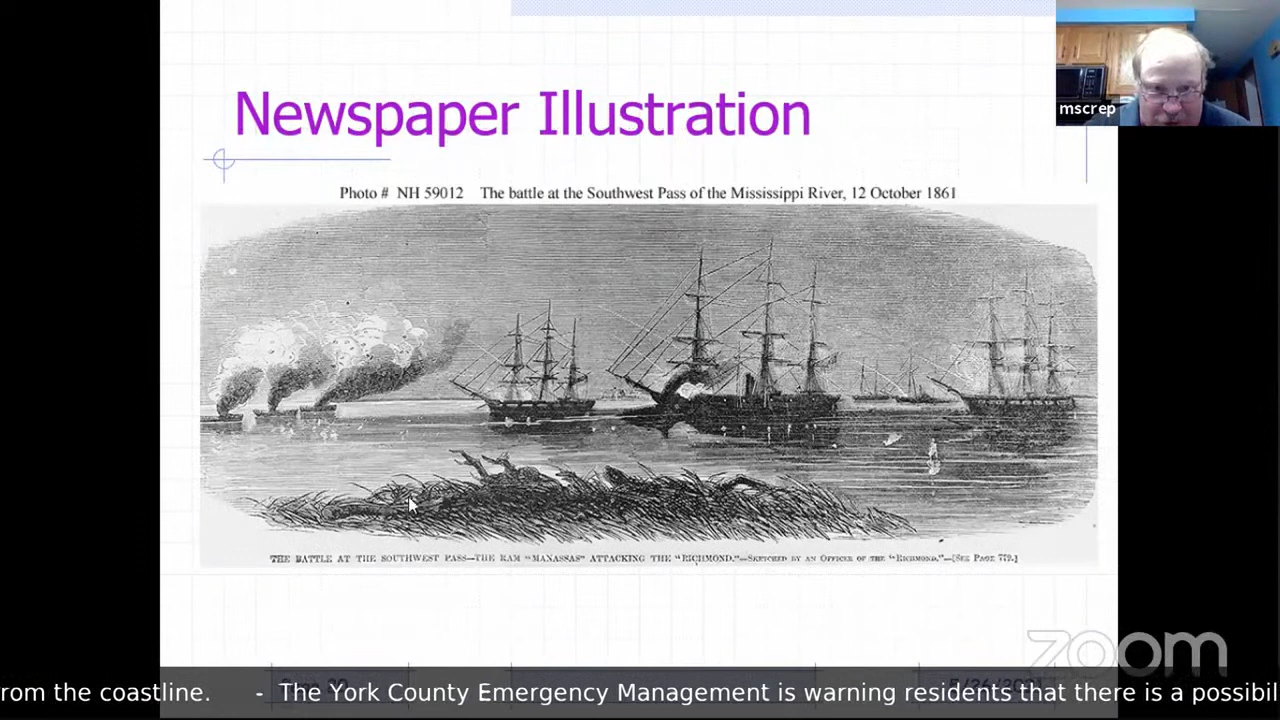 Newspaper Illustration
mscrep
Photo # NH 59012 The battle at the Southwest Pass of the Mississippi River, 12 October 1861
THE BATTLE AT THE SOUTHWEST PASS—THE RAM "MANASSAS" ATTACKING THE "RICHMOND."—SKETCHED BY AN OFFICER OF THE "RICHMOND."—[SEE PAGE 779.]
zoom
rom the coastline. - The York County Emergency Management is warning residents that there is a possibil